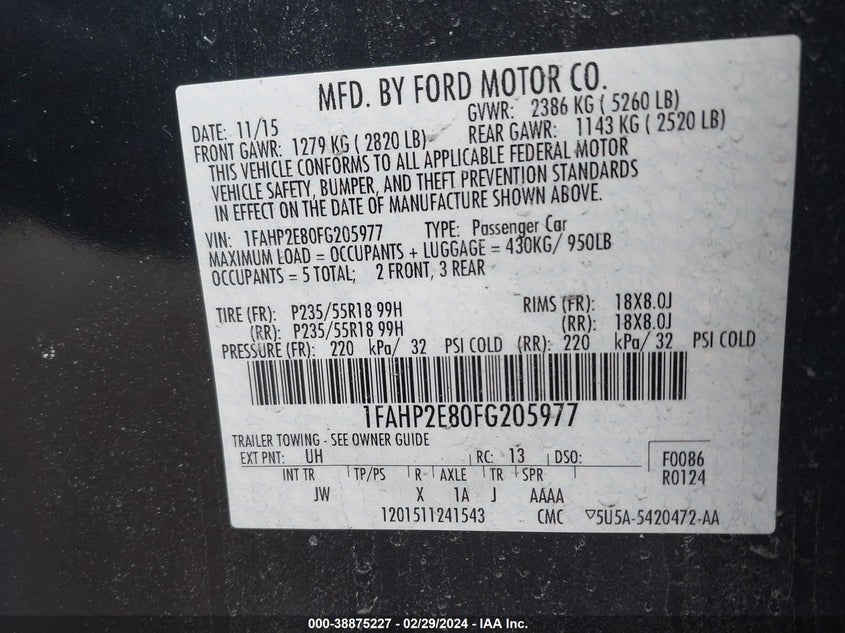 MFD. BY FORD MOTOR CO.
DATE: 11/15 GVWR: 2386 KG ( 5260 LB)
FRONT GAWR: 1279 KG ( 2820 LB) REAR GAWR: 1143 KG ( 2520 LB)
THIS VEHICLE CONFORMS TO ALL APPLICABLE FEDERAL MOTOR
VEHICLE SAFETY, BUMPER, AND THEFT PREVENTION STANDARDS
IN EFFECT ON THE DATE OF MANUFACTURE SHOWN ABOVE.
VIN: 1FAHP2E80FG205977 TYPE: Passenger Car
MAXIMUM LOAD = OCCUPANTS + LUGGAGE = 430KG/ 950LB
OCCUPANTS = 5 TOTAL; 2 FRONT, 3 REAR
TIRE (FR): P235/55R18 99H RIMS (FR): 18X8.0J
(RR): P235/55R18 99H (RR): 18X8.0J
PRESSURE (FR): 220 kPa/ 32 PSI COLD (RR): 220 kPa/ 32 PSI COLD
1FAHP2E80FG205977
TRAILER TOWING - SEE OWNER GUIDE
EXT PNT: UH RC: 13 DSO: F0086
INT TR TP/PS R AXLE TR SPR R0124
JW X 1A J AAAA
1201511241543 CMC ▽5U5A-5420472-AA
000-38875227 - 02/29/2024 - IAA Inc.